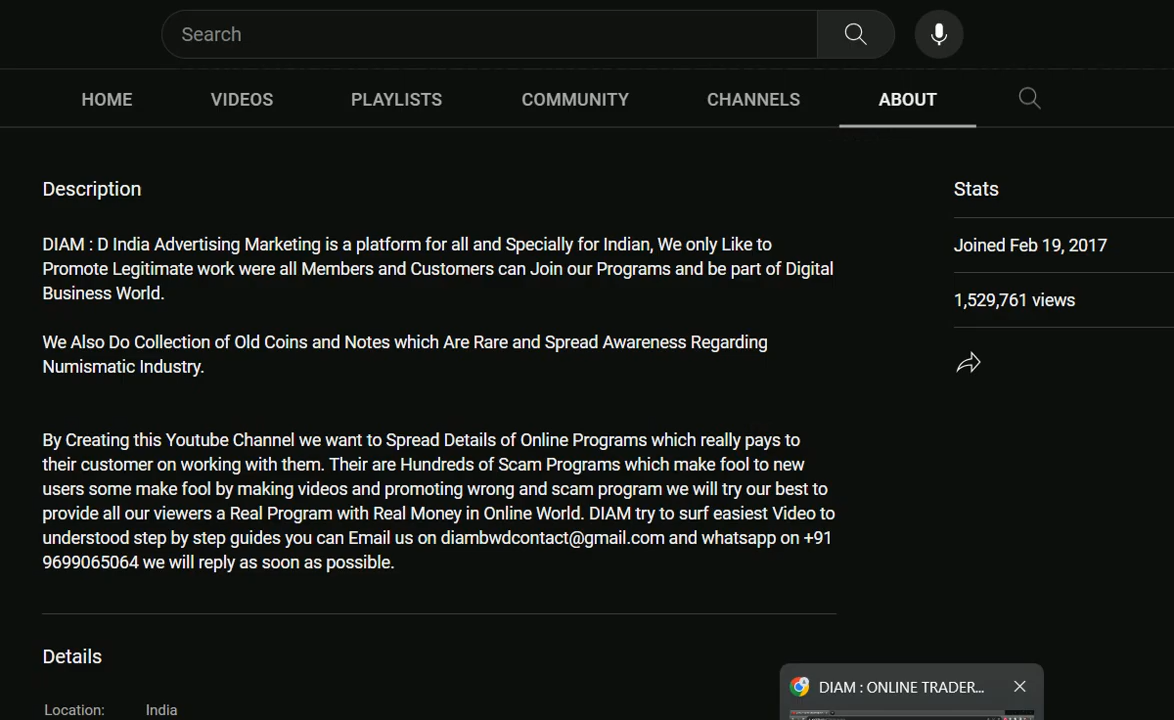 Search
HOME VIDEOS PLAYLISTS COMMUNITY CHANNELS ABOUT
Description
DIAM : D India Advertising Marketing is a platform for all and Specially for Indian, We only Like to
Promote Legitimate work were all Members and Customers can Join our Programs and be part of Digital
Business World.
We Also Do Collection of Old Coins and Notes which Are Rare and Spread Awareness Regarding
Numismatic Industry.
By Creating this Youtube Channel we want to Spread Details of Online Programs which really pays to
their customer on working with them. Their are Hundreds of Scam Programs which make fool to new
users some make fool by making videos and promoting wrong and scam program we will try our best to
provide all our viewers a Real Program with Real Money in Online World. DIAM try to surf easiest Video to
understood step by step guides you can Email us on diambwdcontact@gmail.com and whatsapp on +91
9699065064 we will reply as soon as possible.
Stats
Joined Feb 19, 2017
1,529,761 views
Details
Location: India
DIAM : ONLINE TRADER...